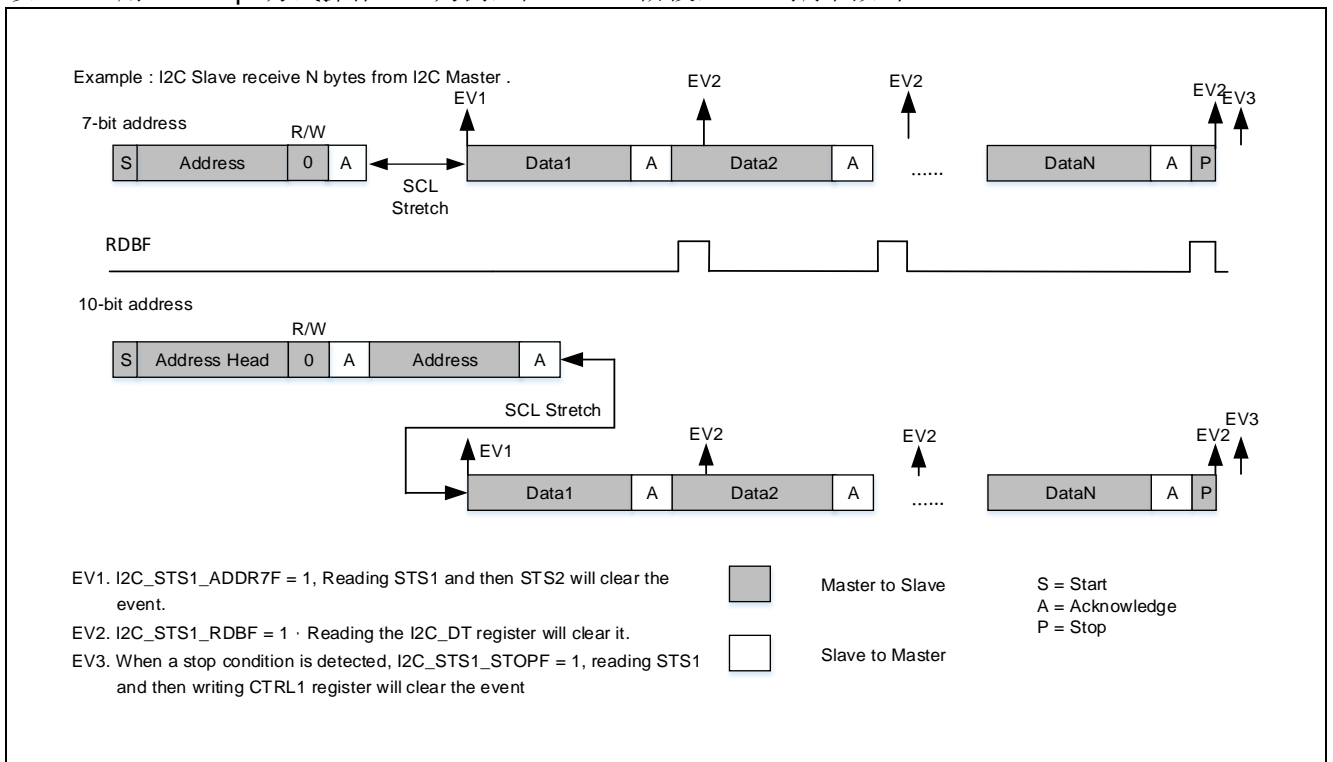 Example : I2C Slave receive N bytes from I2C Master .
EV1
EV2
EV2
EV2
EV3
7-bit address
R/W
S
Address
0
A
Data1
A
Data2
A
......
DataN
A
P
SCL
Stretch
RDBF
10-bit address
R/W
S
Address Head
0
A
Address
A
SCL Stretch
EV1
EV2
EV2
EV2
EV3
Data1
A
Data2
A
......
DataN
A
P
EV1. I2C_STS1_ADDR7F = 1, Reading STS1 and then STS2 will clear the
event.
EV2. I2C_STS1_RDBF = 1 · Reading the I2C_DT register will clear it.
EV3. When a stop condition is detected, I2C_STS1_STOPF = 1, reading STS1
and then writing CTRL1 register will clear the event
Master to Slave
Slave to Master
S = Start
A = Acknowledge
P = Stop